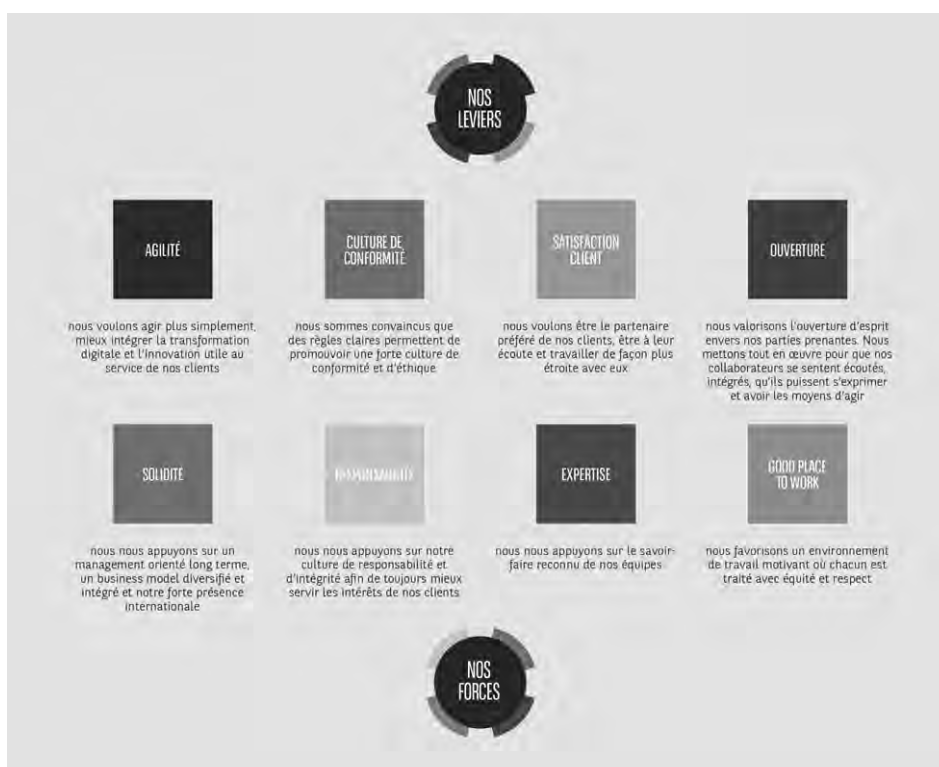 NOS
LEVIERS
AGILITÉ
nous voulons agir plus simplement,
mieux intégrer la transformation
digitale et l'innovation utile au
service de nos clients
CULTURE DE
CONFORMITÉ
nous sommes convaincus que
des règles claires permettent de
promouvoir une forte culture de
conformité et d'éthique
SATISFACTION
CLIENT
nous voulons être le partenaire
préféré de nos clients, être à leur
écoute et travailler de façon plus
étroite avec eux
OUVERTURE
nous valorisons l'ouverture d'esprit
envers nos parties prenantes. Nous
mettons tout en œuvre pour que nos
collaborateurs se sentent écoutés,
intégrés, qu'ils puissent s'exprimer
et avoir les moyens d'agir
SOLIDITÉ
nous nous appuyons sur un
management orienté long terme,
un business model diversifié et
intégré et notre forte présence
internationale
RESPONSABILITÉ
nous nous appuyons sur notre
culture de responsabilité et
d'intégrité afin de toujours mieux
servir les intérêts de nos clients
EXPERTISE
nous nous appuyons sur le savoir-
faire reconnu de nos équipes
GOOD PLACE
TO WORK
nous favorisons un environnement
de travail motivant où chacun est
traité avec équité et respect
NOS
FORCES